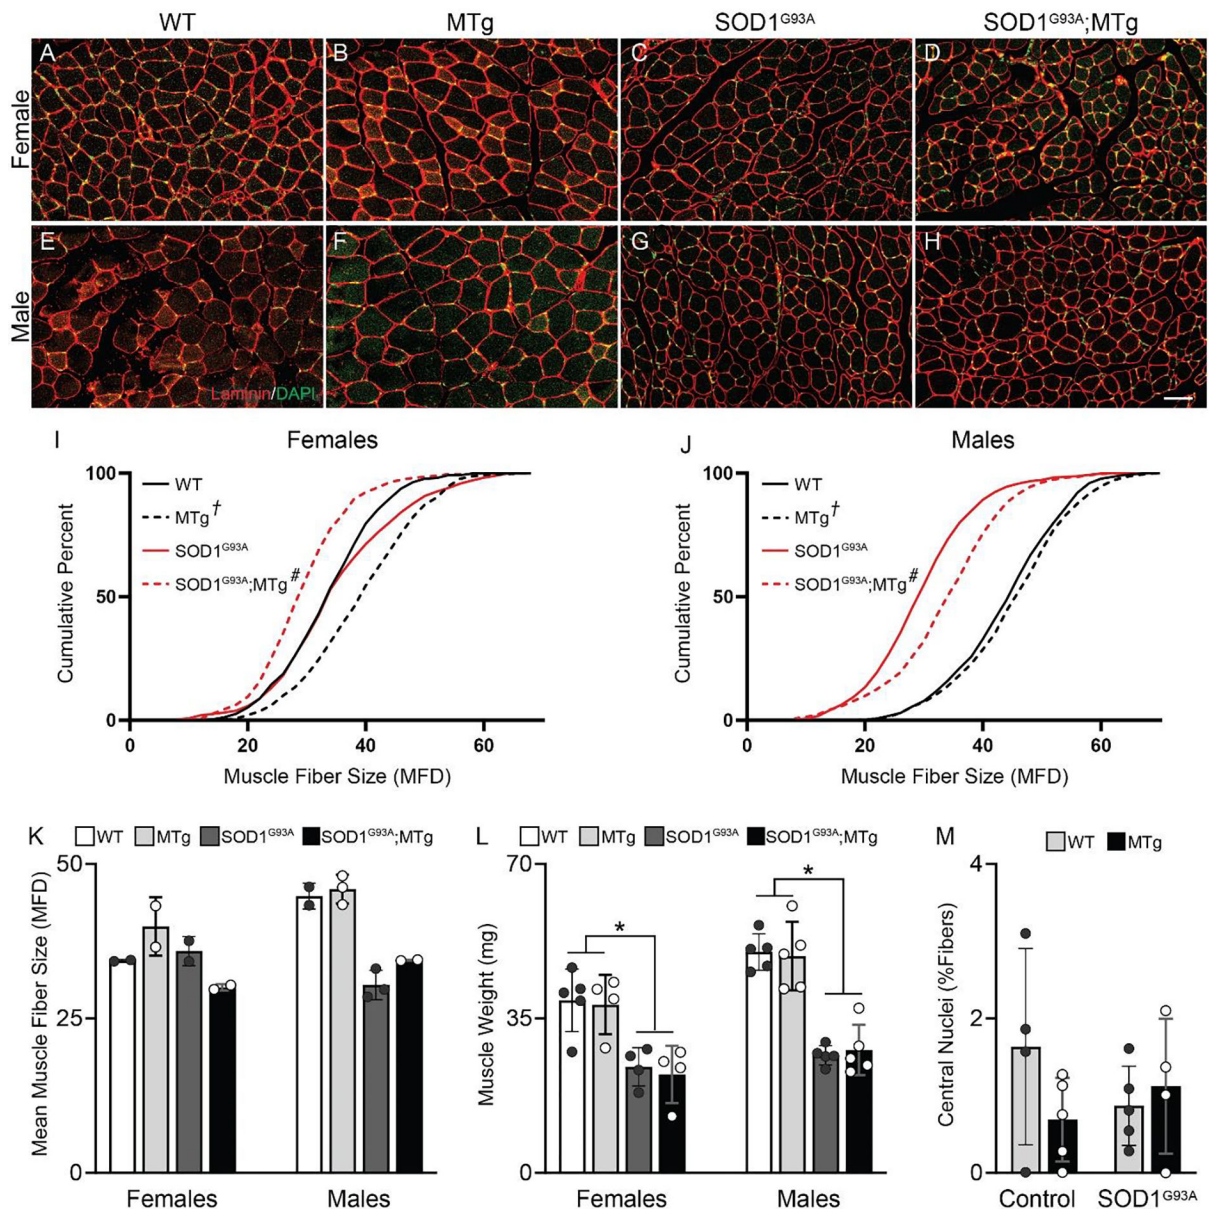 WT MTg SOD1G93A SOD1G93A;MTg
Female
A B C D
Male
E F G H
Laminin/DAPI
I Females
J Males
Cumulative Percent
100
50
0
WT
MTg†
SOD1G93A
SOD1G93A;MTg#
0 20 40 60
Muscle Fiber Size (MFD)
Cumulative Percent
100
50
0
WT
MTg†
SOD1G93A
SOD1G93A;MTg#
0 20 40 60
Muscle Fiber Size (MFD)
K WT MTg SOD1G93A SOD1G93A;MTg
Mean Muscle Fiber Size (MFD)
50
25
0
Females Males
L WT MTg SOD1G93A SOD1G93A;MTg
Muscle Weight (mg)
70
35
0
* *
Females Males
M WT MTg
Central Nuclei (%Fibers)
4
2
0
Control SOD1G93A